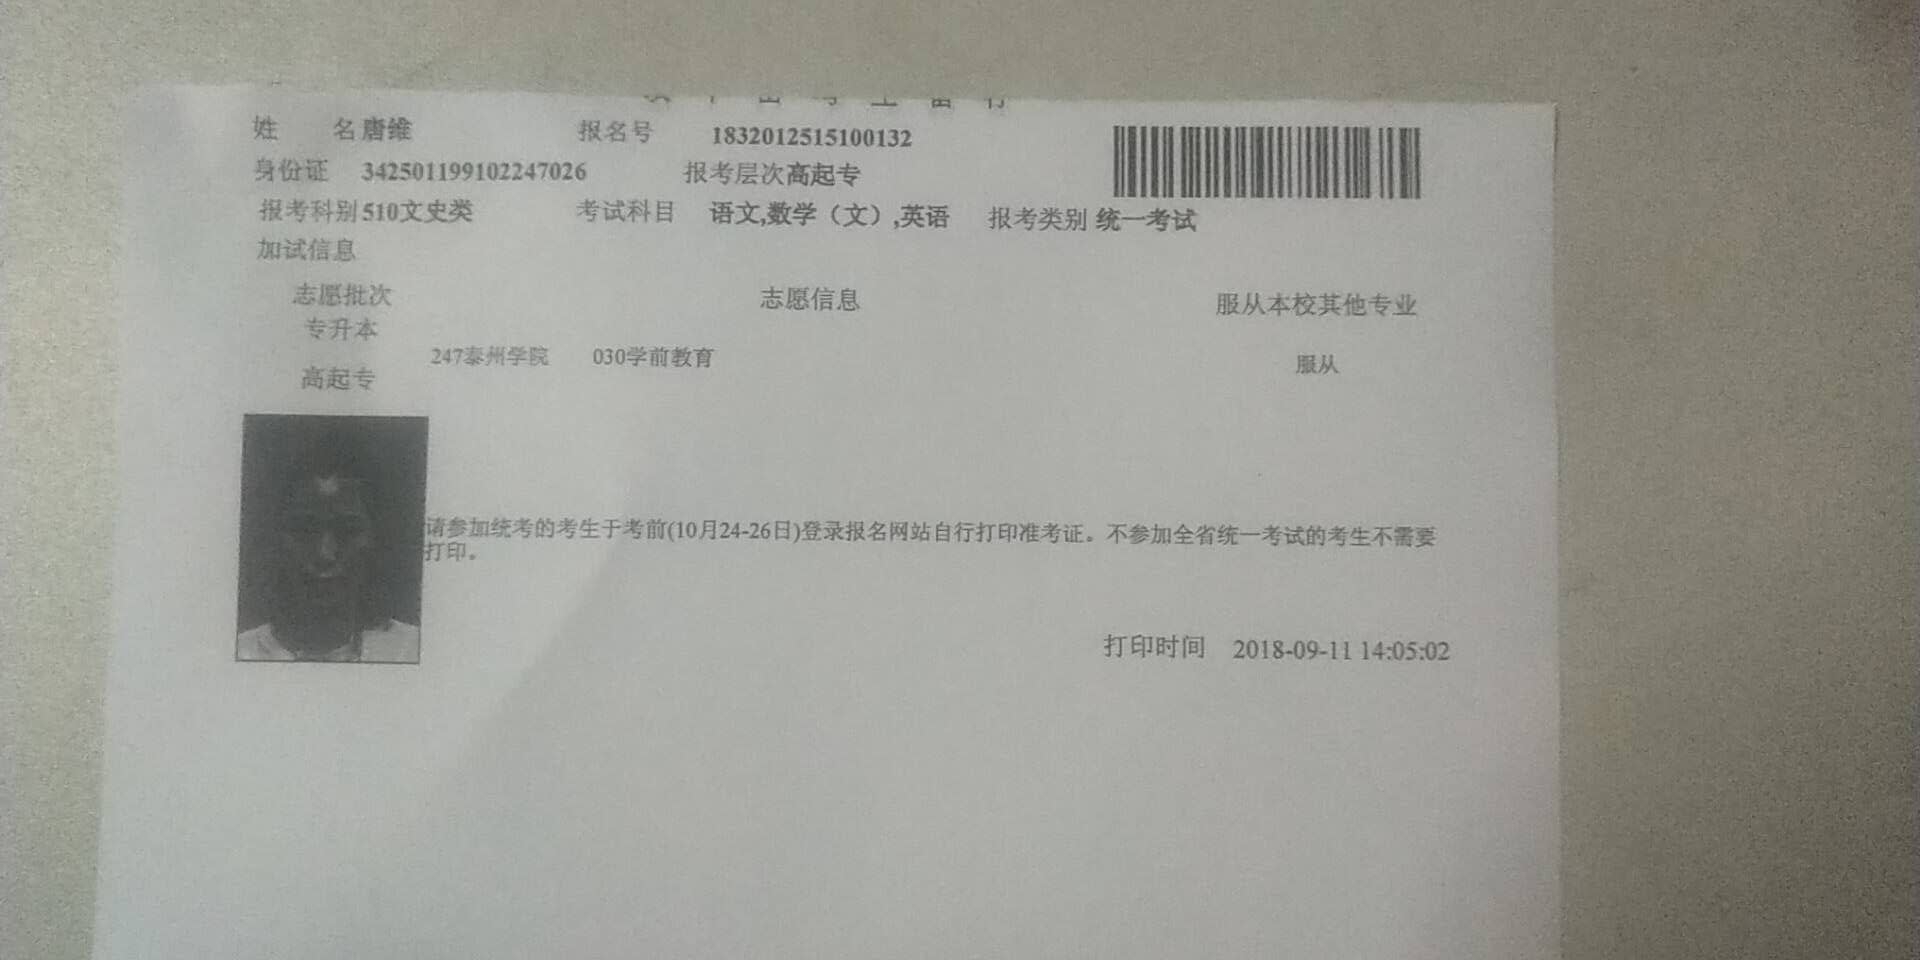 姓 名 唐维 报名号 1832012515100132
身份证 342501199102247026 报考层次 高起专
报考科别 510文史类 考试科目 语文,数学（文）,英语 报考类别 统一考试
加试信息
志愿批次 志愿信息 服从本校其他专业
专升本
247泰州学院 030学前教育 服从
高起专
请参加统考的考生于考前(10月24-26日)登录报名网站自行打印准考证。不参加全省统一考试的考生不需要
打印。
打印时间 2018-09-11 14:05:02